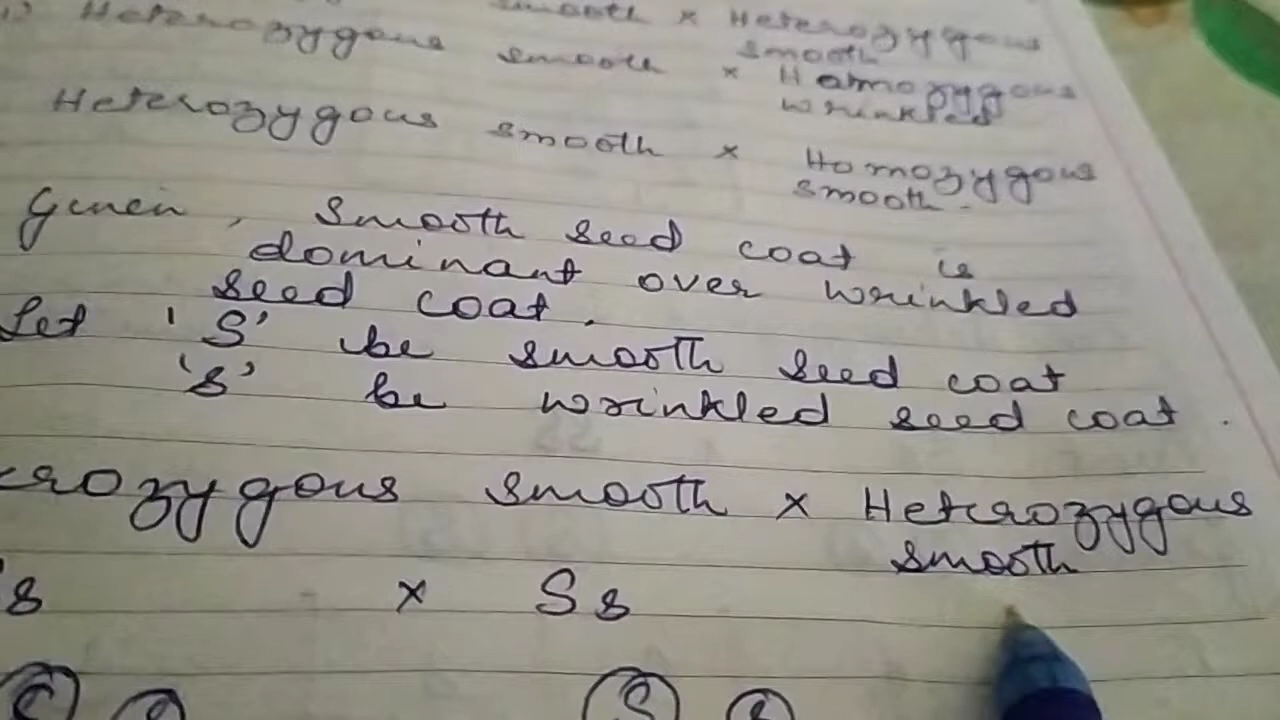 Heterozygous smooth × Heterozygous
smooth
Heterozygous smooth × Homozygous
wrinkled
Heterozygous smooth × Homozygous
smooth.
Given, Smooth seed coat is
dominant over wrinkled
seed coat.
Let 'S' be smooth seed coat
's' be wrinkled seed coat.
erozygous smooth × Heterozygous
smooth
s × Ss
S s S s